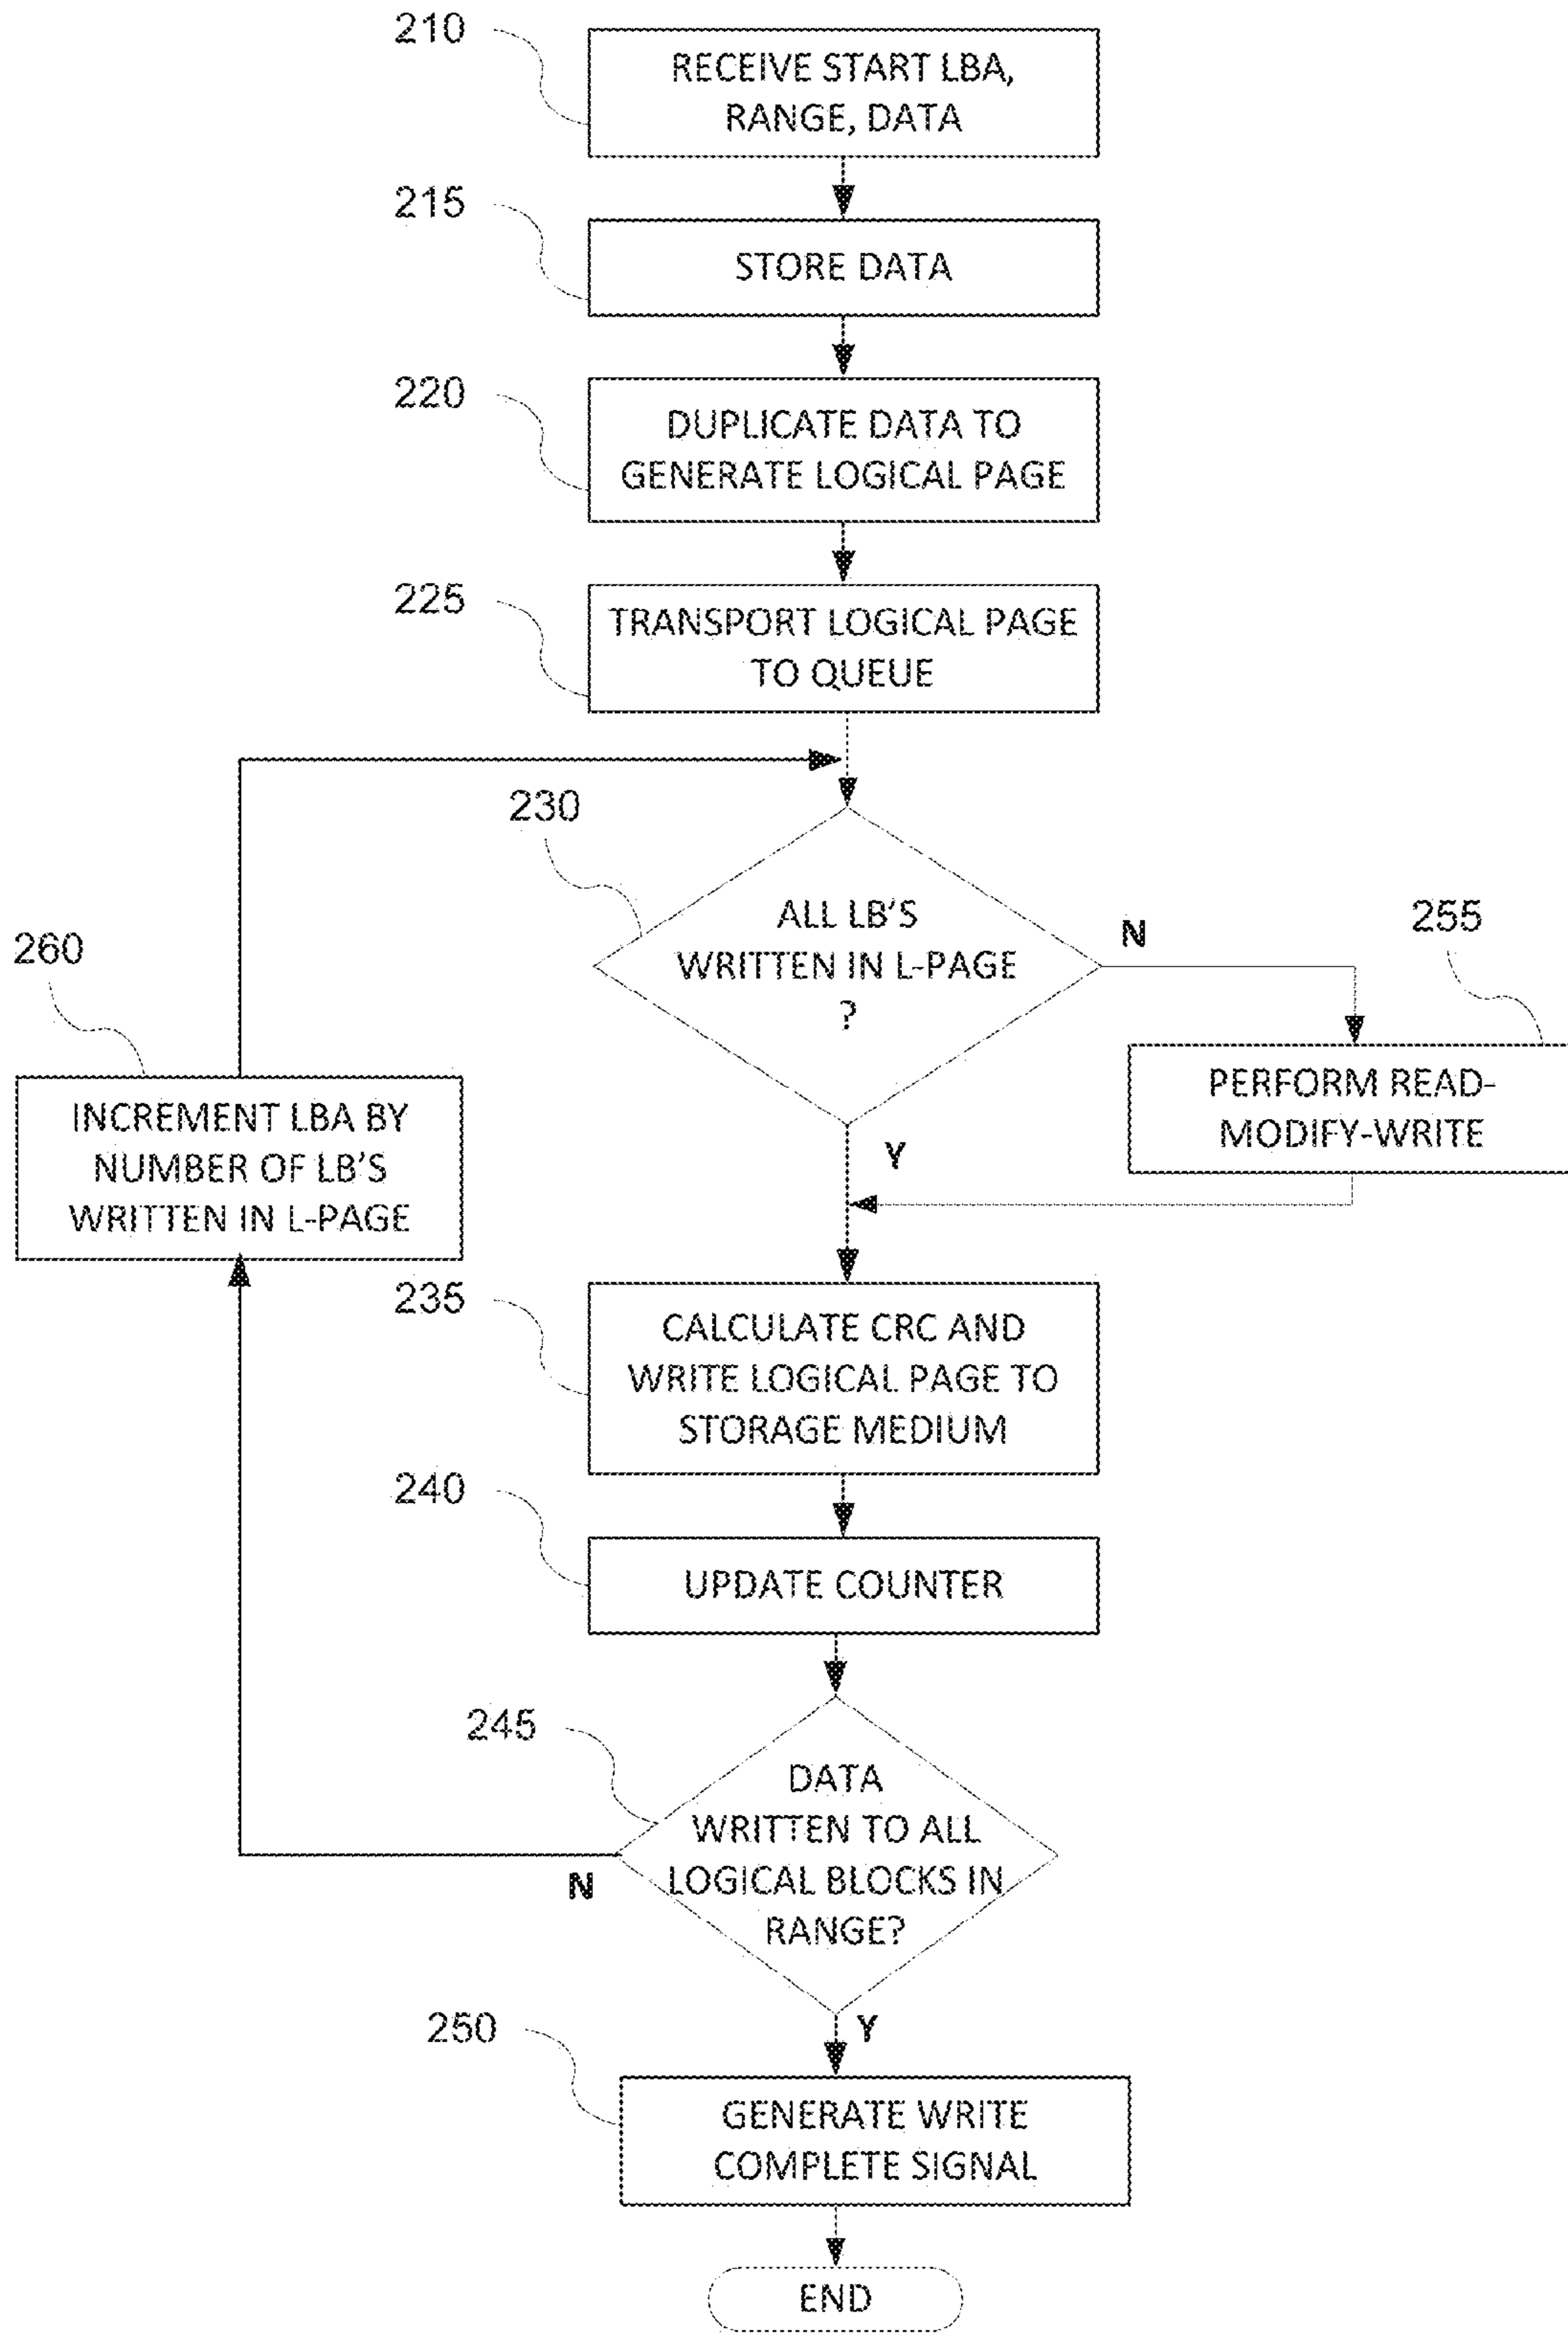 210
RECEIVE START LBA,
RANGE, DATA
215
STORE DATA
220
DUPLICATE DATA TO
GENERATE LOGICAL PAGE
225
TRANSPORT LOGICAL PAGE
TO QUEUE
230
ALL LB'S
WRITTEN IN L-PAGE
?
N
255
PERFORM READ-
MODIFY-WRITE
260
INCREMENT LBA BY
NUMBER OF LB'S
WRITTEN IN L-PAGE
Y
235
CALCULATE CRC AND
WRITE LOGICAL PAGE TO
STORAGE MEDIUM
240
UPDATE COUNTER
245
DATA
WRITTEN TO ALL
LOGICAL BLOCKS IN
RANGE?
N
Y
250
GENERATE WRITE
COMPLETE SIGNAL
END